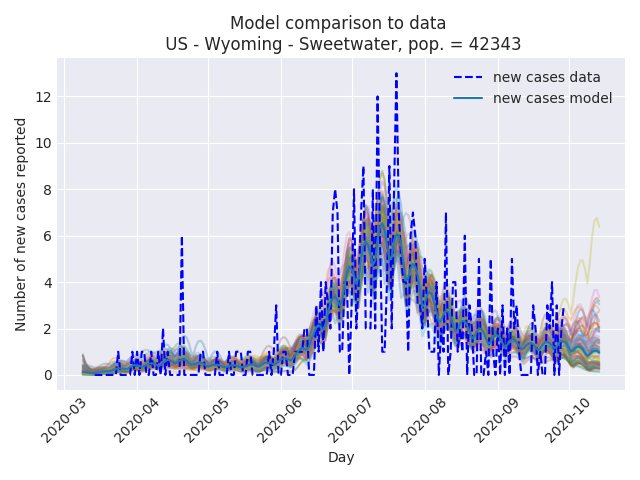 Model comparison to data
US - Wyoming - Sweetwater, pop. = 42343
new cases data
new cases model
Number of new cases reported
12
10
8
6
4
2
0
2020-03
2020-04
2020-05
2020-06
2020-07
2020-08
2020-09
2020-10
Day